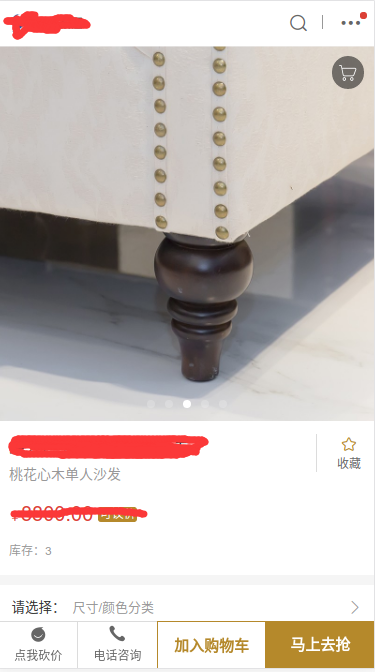 桃花心木单人沙发
收藏
库存：3
请选择： 尺寸/颜色分类
点我砍价
电话咨询
加入购物车
马上去抢